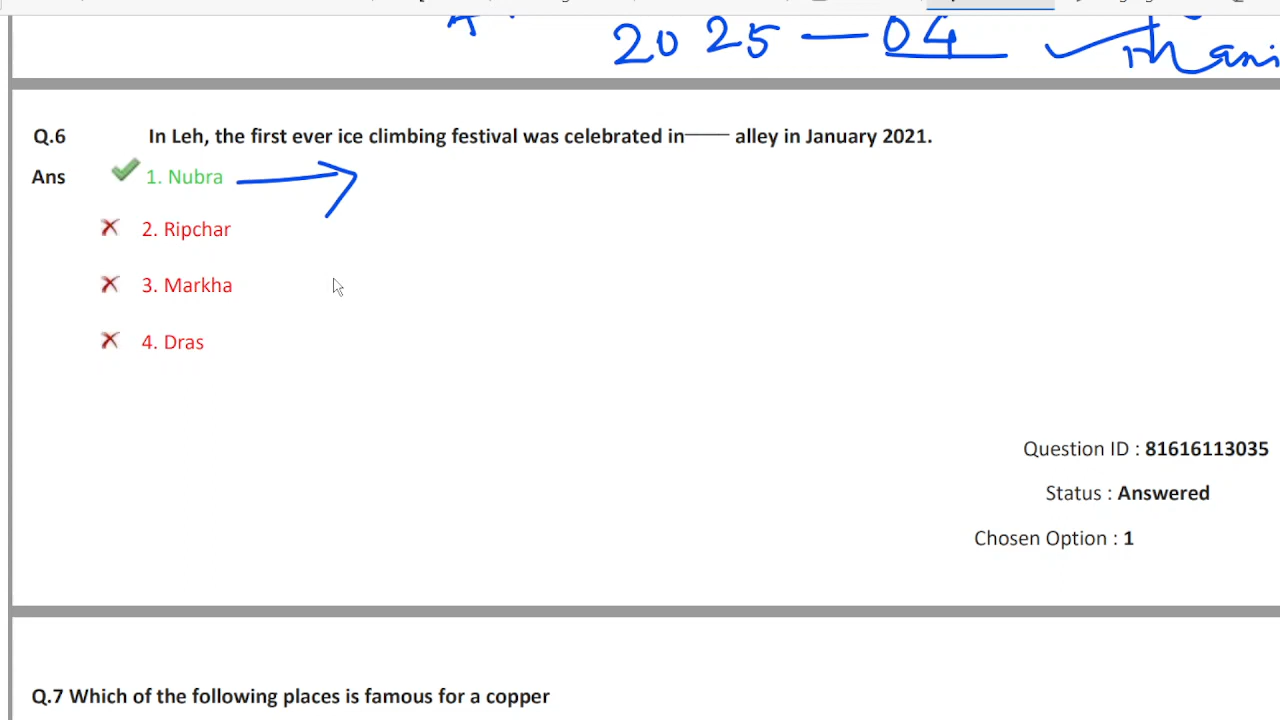 2025-04
Q.6 In Leh, the first ever ice climbing festival was celebrated in—— alley in January 2021.
Ans 1. Nubra
2. Ripchar
3. Markha
4. Dras
Question ID : 81616113035
Status : Answered
Chosen Option : 1
Q.7 Which of the following places is famous for a copper